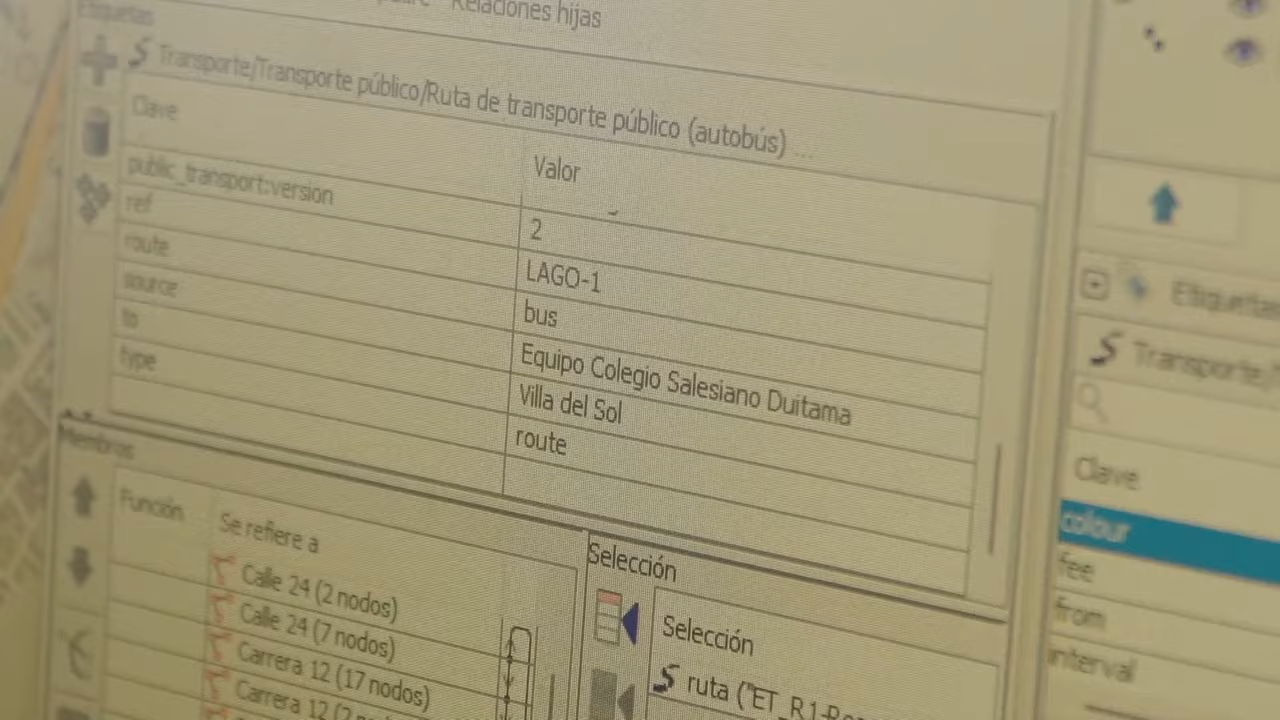 Relaciones hijas
Etiquetas
Transporte/Transporte público/Ruta de transporte público (autobús) ...
Clave Valor
public_transport:version 2
ref LAGO-1
route bus
source Equipo Colegio Salesiano Duitama
to Villa del Sol
type route
Miembros
Función Se refiere a
Calle 24 (2 nodos)
Calle 24 (7 nodos)
Carrera 12 (17 nodos)
Carrera 12
Selección
Selección
ruta ("ET_R1-
Etiquetas
Transporte/
Clave
colour
fee
from
interval